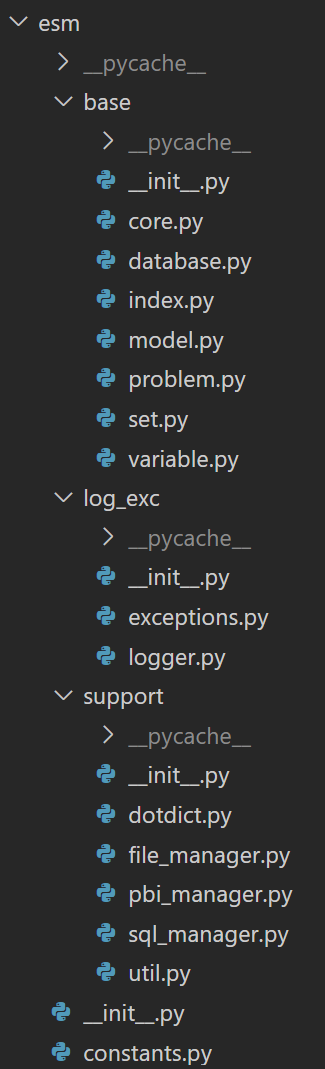 esm
__pycache__
base
__pycache__
__init__.py
core.py
database.py
index.py
model.py
problem.py
set.py
variable.py
log_exc
__pycache__
__init__.py
exceptions.py
logger.py
support
__pycache__
__init__.py
dotdict.py
file_manager.py
pbi_manager.py
sql_manager.py
util.py
__init__.py
constants.py